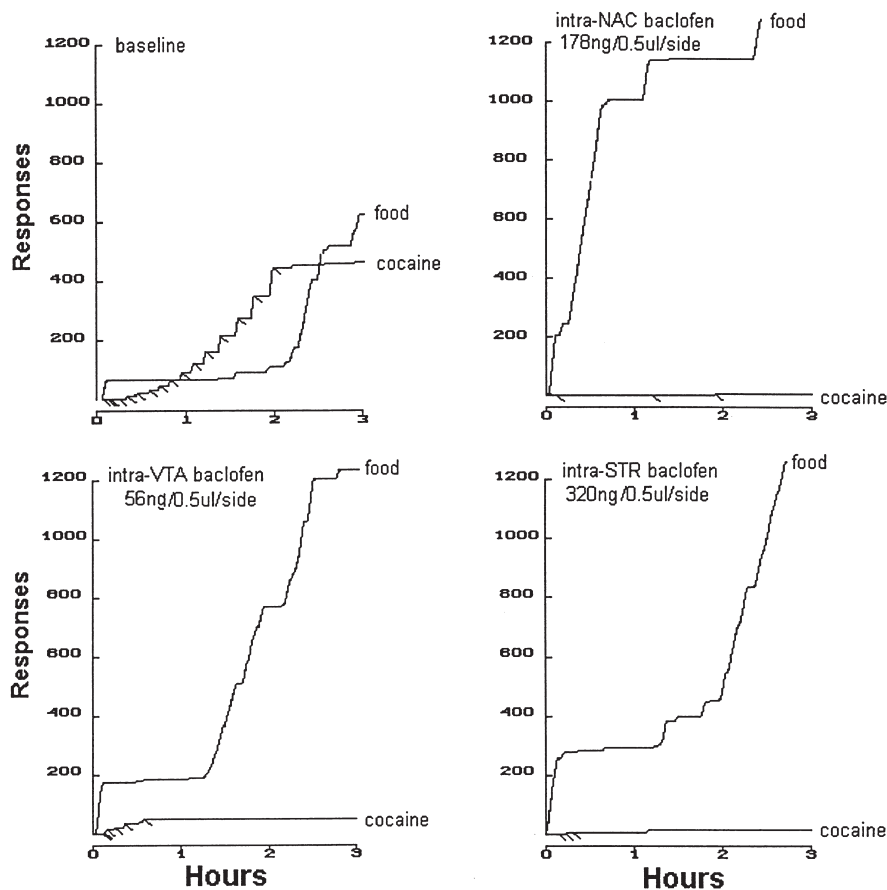 1200
baseline
1000
800
600
400
200
Responses
food
cocaine
0
1
2
3
1200
intra-NAC baclofen
178ng/0.5ul/side
food
1000
800
600
400
200
cocaine
0
1
2
3
1200
intra-VTA baclofen
56ng/0.5ul/side
food
1000
800
600
400
200
Responses
cocaine
0
1
2
3
Hours
1200
intra-STR baclofen
320ng/0.5ul/side
food
1000
800
600
400
200
cocaine
0
1
2
3
Hours